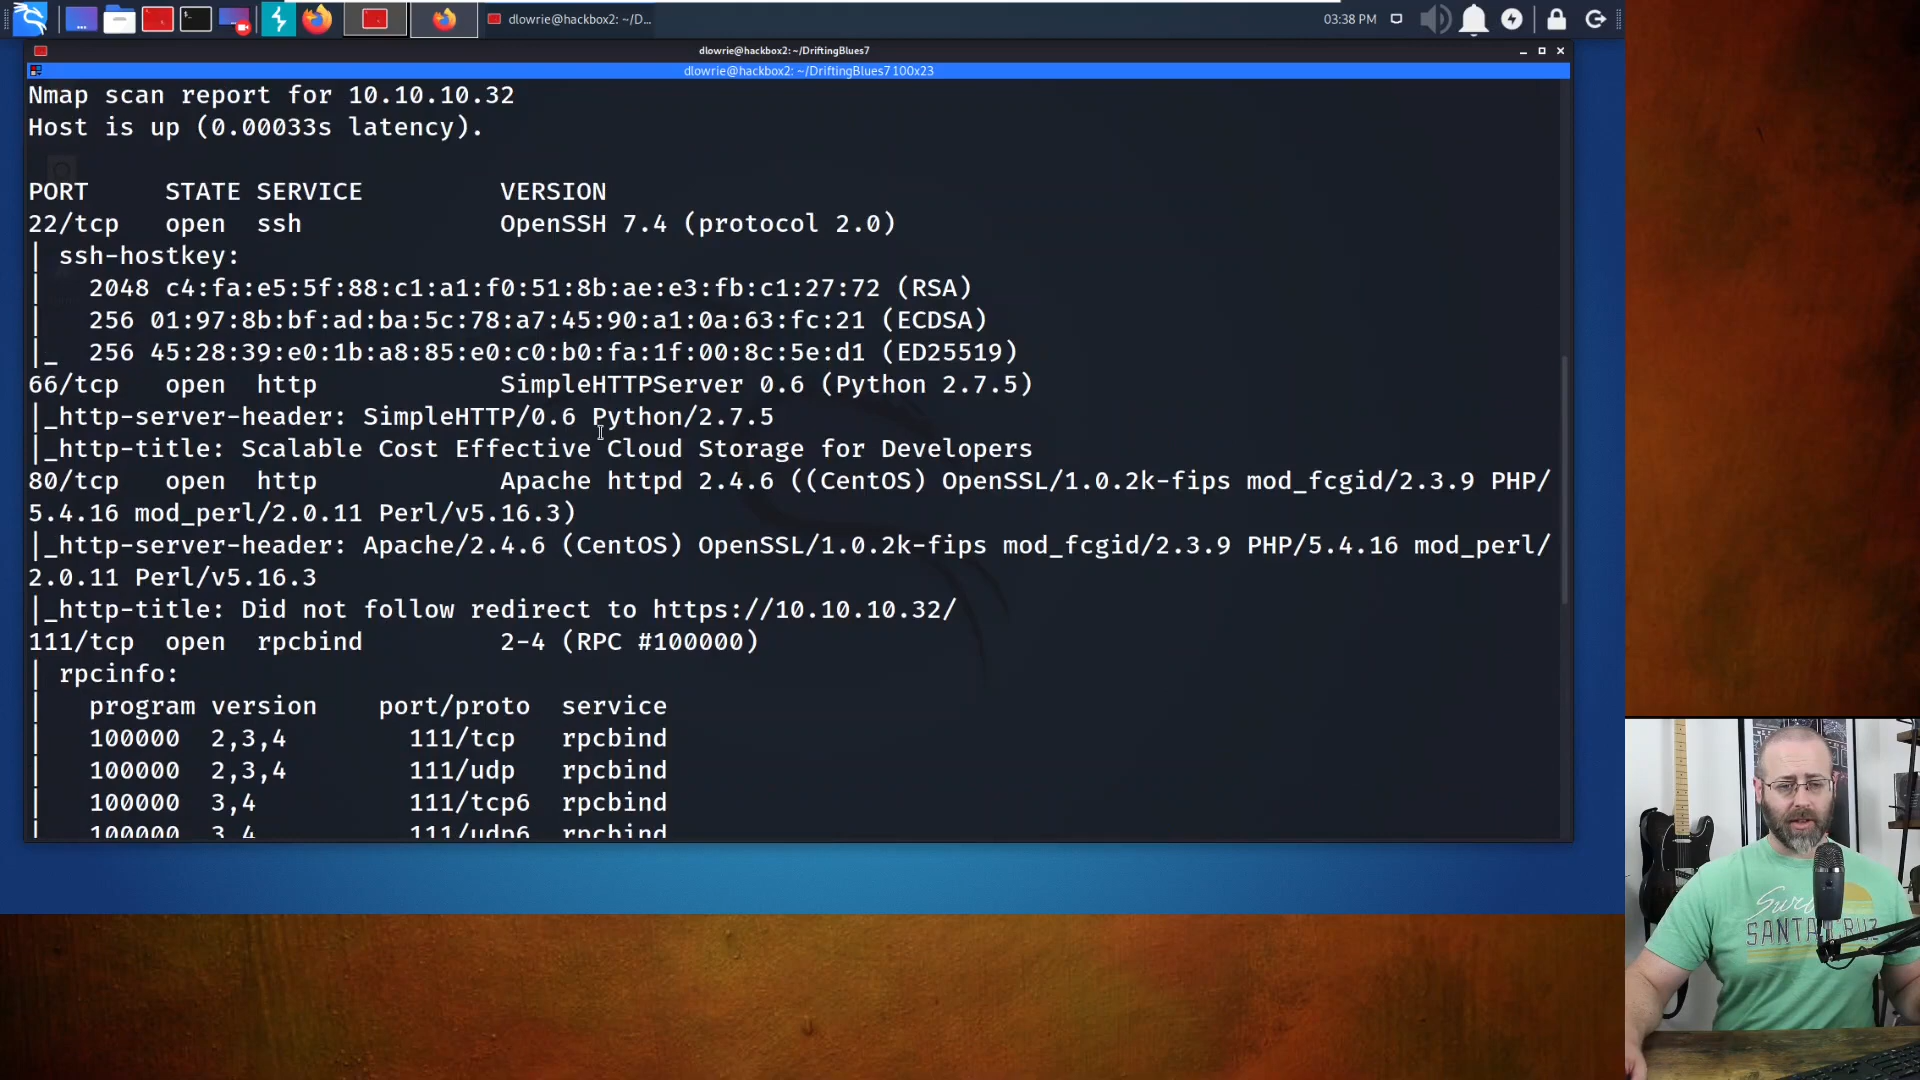 dlowrie@hackbox2: ~/D...
03:38 PM
dlowrie@hackbox2: ~/DriftingBlues7
dlowrie@hackbox2: ~/DriftingBlues7 100x23
Nmap scan report for 10.10.10.32
Host is up (0.00033s latency).
PORT STATE SERVICE VERSION
22/tcp open ssh OpenSSH 7.4 (protocol 2.0)
| ssh-hostkey:
| 2048 c4:fa:e5:5f:88:c1:a1:f0:51:8b:ae:e3:fb:c1:27:72 (RSA)
| 256 01:97:8b:bf:ad:ba:5c:78:a7:45:90:a1:0a:63:fc:21 (ECDSA)
|_ 256 45:28:39:e0:1b:a8:85:e0:c0:b0:fa:1f:00:8c:5e:d1 (ED25519)
66/tcp open http SimpleHTTPServer 0.6 (Python 2.7.5)
|_http-server-header: SimpleHTTP/0.6 Python/2.7.5
|_http-title: Scalable Cost Effective Cloud Storage for Developers
80/tcp open http Apache httpd 2.4.6 ((CentOS) OpenSSL/1.0.2k-fips mod_fcgid/2.3.9 PHP/
5.4.16 mod_perl/2.0.11 Perl/v5.16.3)
|_http-server-header: Apache/2.4.6 (CentOS) OpenSSL/1.0.2k-fips mod_fcgid/2.3.9 PHP/5.4.16 mod_perl/
2.0.11 Perl/v5.16.3
|_http-title: Did not follow redirect to https://10.10.10.32/
111/tcp open rpcbind 2-4 (RPC #100000)
| rpcinfo:
| program version port/proto service
| 100000 2,3,4 111/tcp rpcbind
| 100000 2,3,4 111/udp rpcbind
| 100000 3,4 111/tcp6 rpcbind
| 100000 3,4 111/udp6 rpcbind
SANTA CRUZ